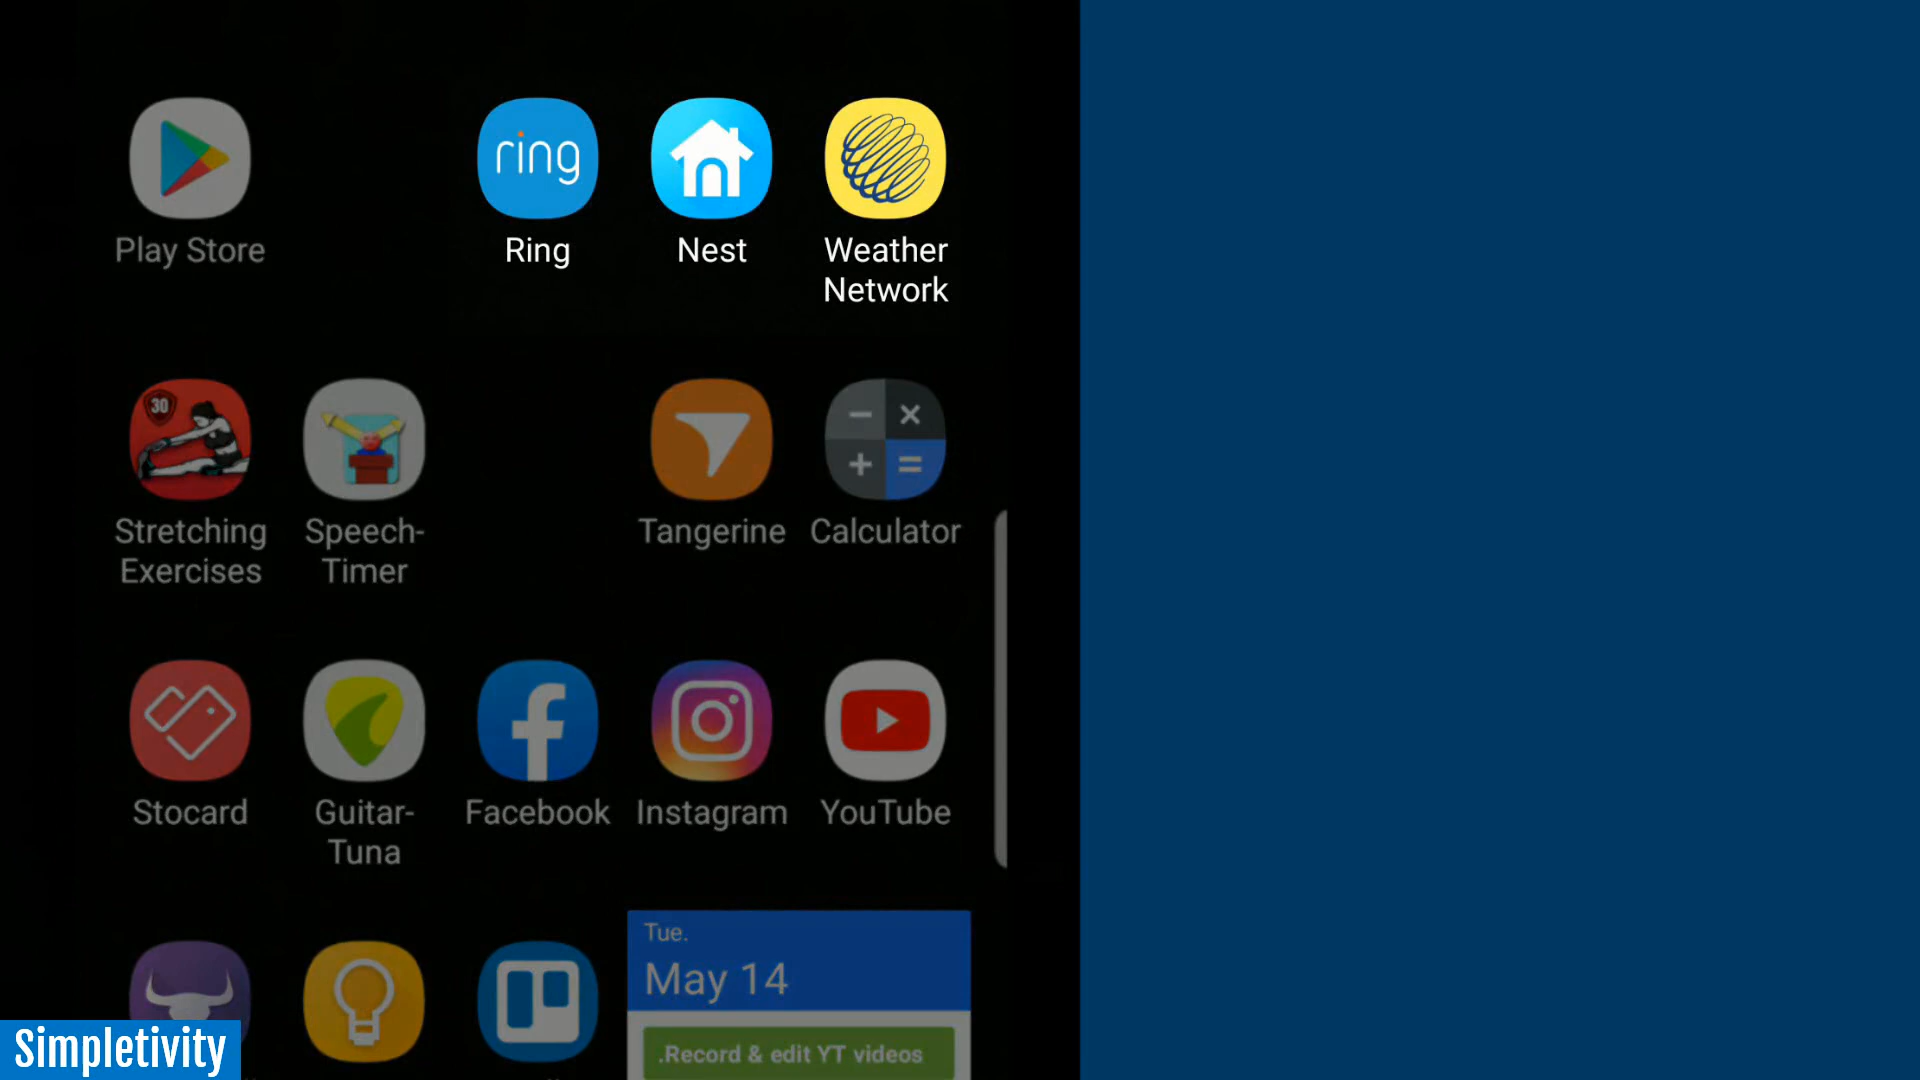 ring
Play Store
Ring
Nest
Weather
Network
30
Stretching
Exercises
Speech-
Timer
Tangerine
Calculator
Stocard
Guitar-
Tuna
Facebook
Instagram
YouTube
Tue.
May 14
.Record & edit YT videos
Simpletivity